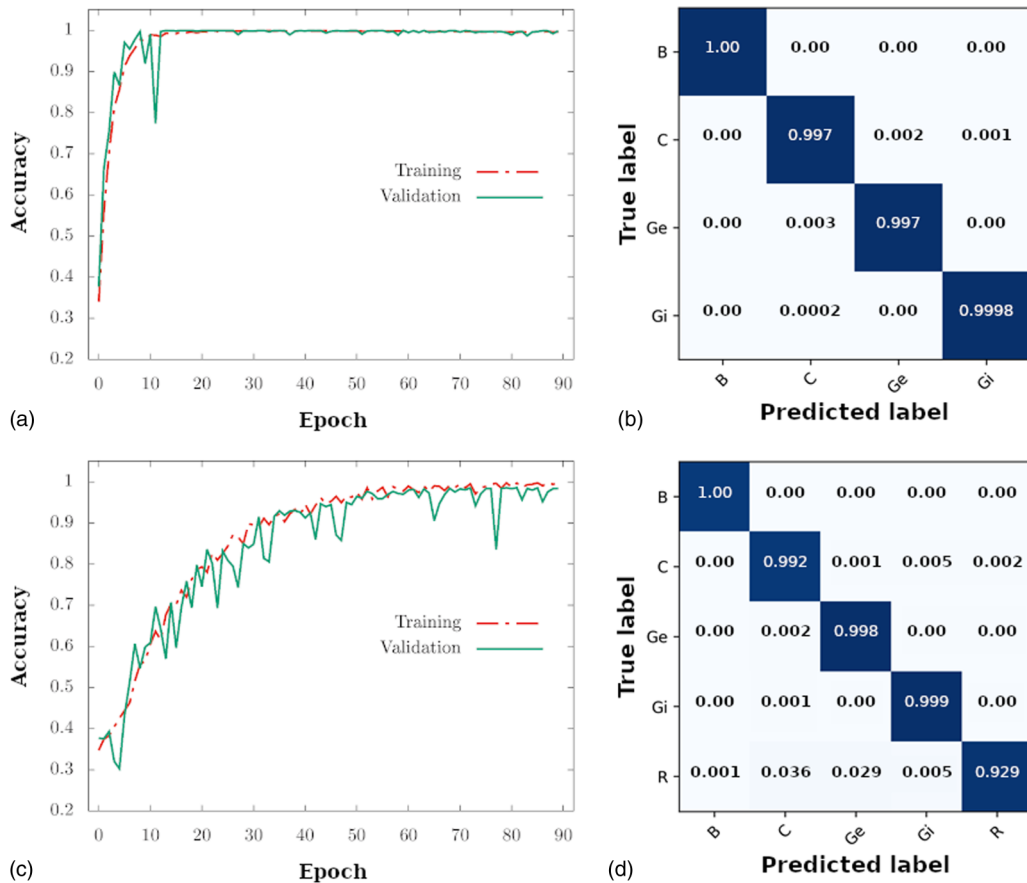 1
0.9
0.8
0.7
0.6
0.5
0.4
0.3
0.2
Accuracy
Training
Validation
0 10 20 30 40 50 60 70 80 90
Epoch
(a)
True label
B 1.00 0.00 0.00 0.00
C 0.00 0.997 0.002 0.001
Ge 0.00 0.003 0.997 0.00
Gi 0.00 0.0002 0.00 0.9998
B C Ge Gi
Predicted label
(b)
1
0.9
0.8
0.7
0.6
0.5
0.4
0.3
0.2
Accuracy
Training
Validation
0 10 20 30 40 50 60 70 80 90
Epoch
(c)
True label
B 1.00 0.00 0.00 0.00 0.00
C 0.00 0.992 0.001 0.005 0.002
Ge 0.00 0.002 0.998 0.00 0.00
Gi 0.00 0.001 0.00 0.999 0.00
R 0.001 0.036 0.029 0.005 0.929
B C Ge Gi R
Predicted label
(d)